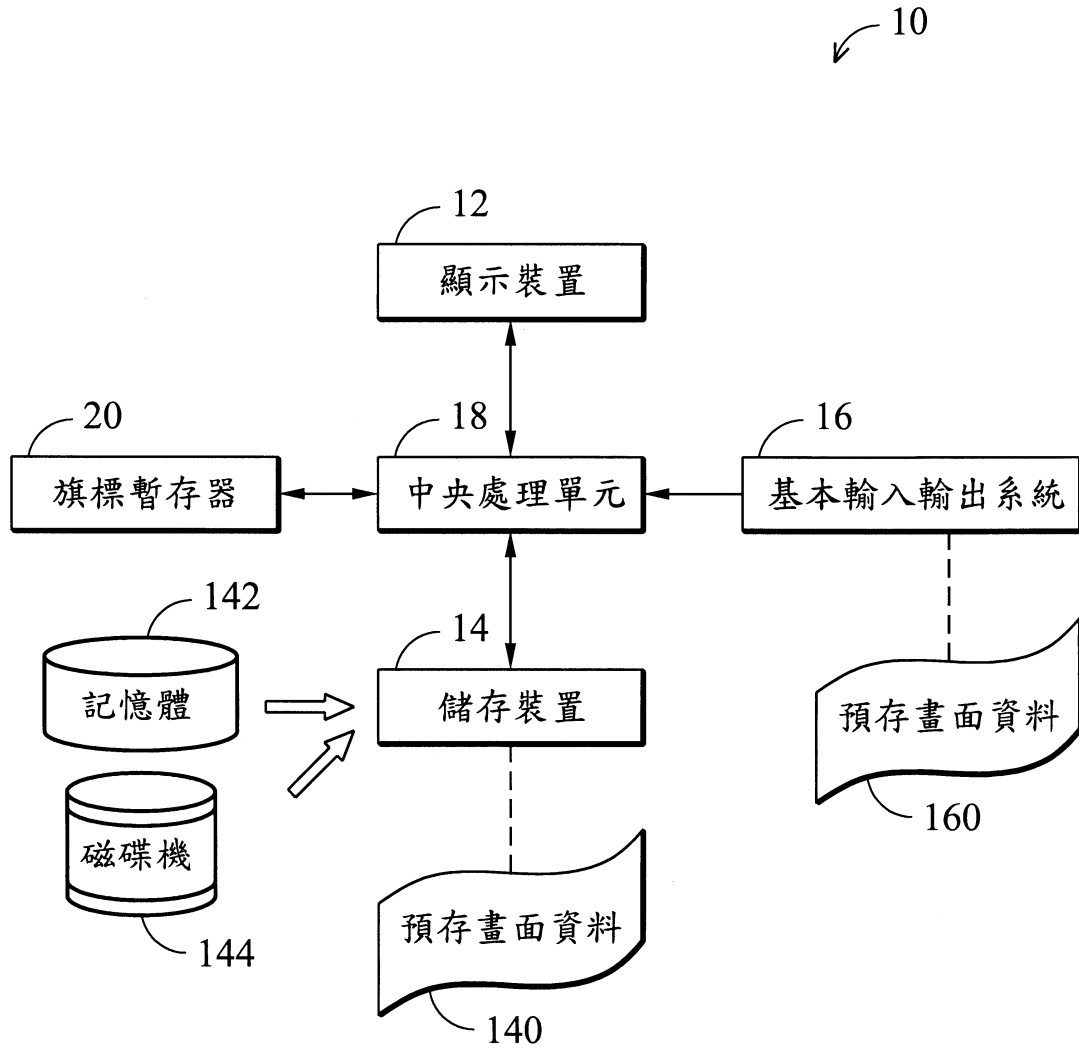 10
12
顯示裝置
20
18
16
旗標暫存器
中央處理單元
基本輸入輸出系統
142
14
記憶體
儲存裝置
預存畫面資料
160
磁碟機
144
預存畫面資料
140